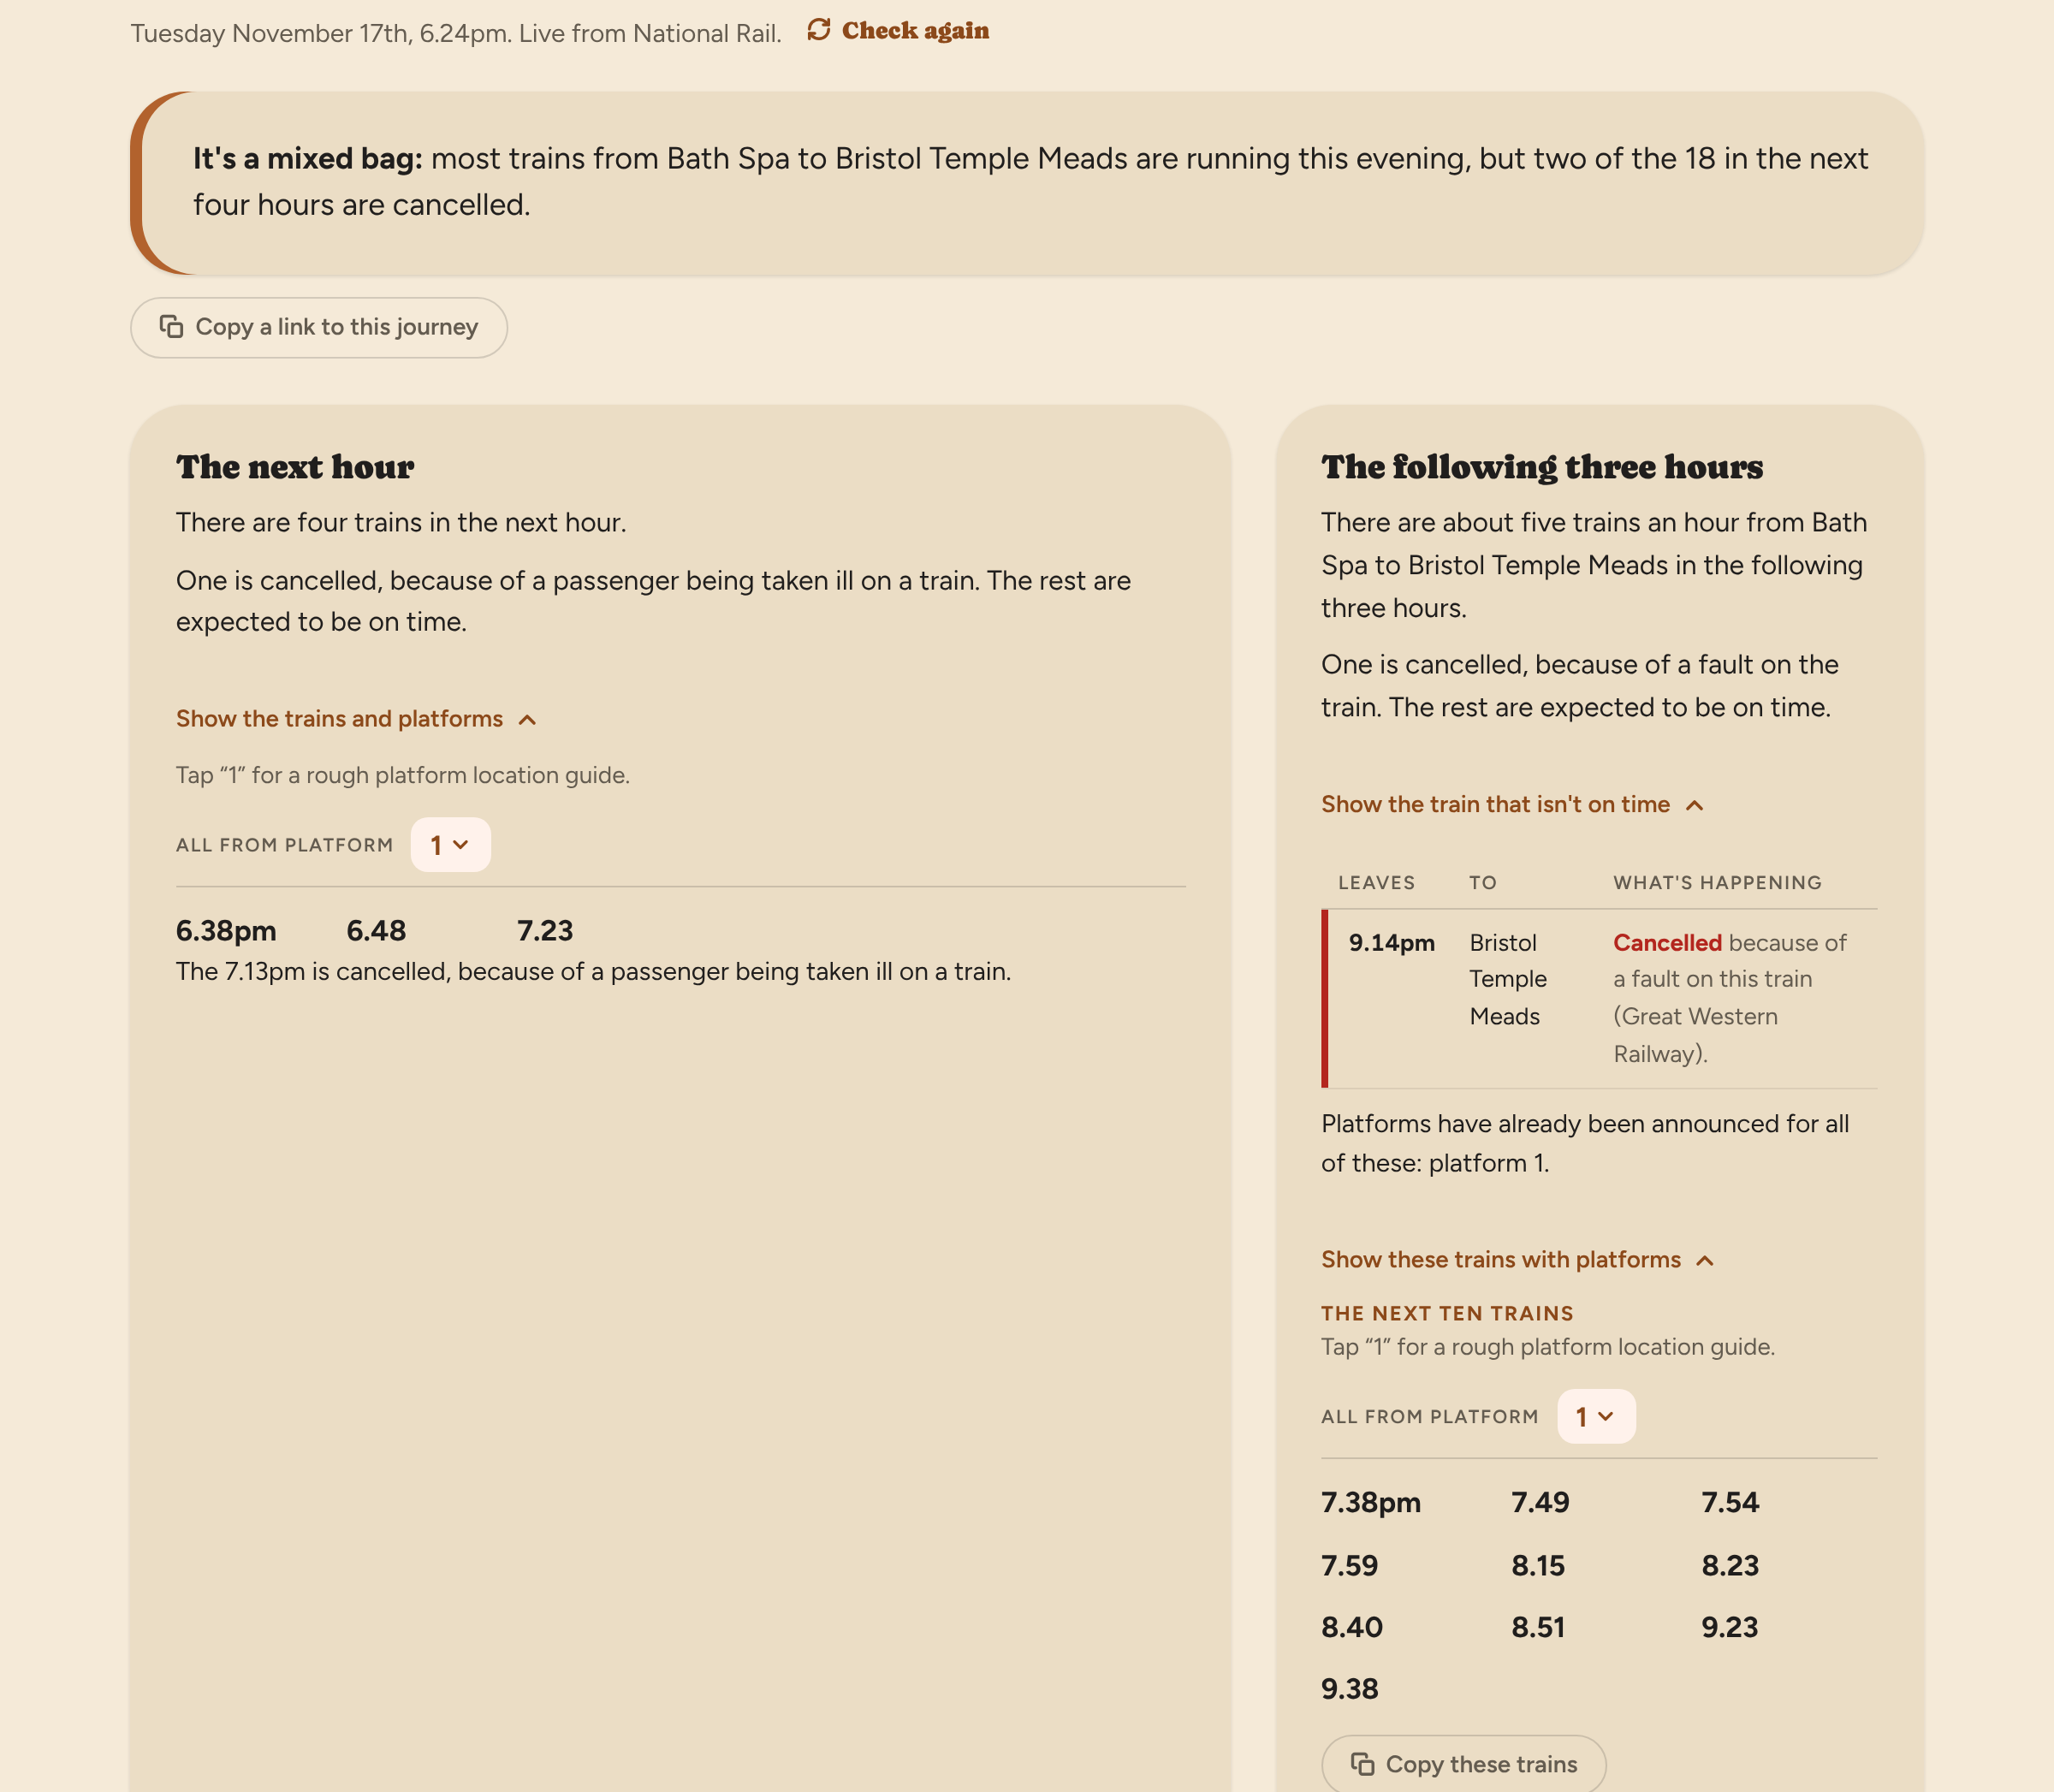 Tuesday November 17th, 6.24pm. Live from National Rail. Check again
It's a mixed bag: most trains from Bath Spa to Bristol Temple Meads are running this evening, but two of the 18 in the next
four hours are cancelled.
Copy a link to this journey
The next hour
There are four trains in the next hour.
One is cancelled, because of a passenger being taken ill on a train. The rest are
expected to be on time.
Show the trains and platforms
Tap “1” for a rough platform location guide.
ALL FROM PLATFORM 1
6.38pm 6.48 7.23
The 7.13pm is cancelled, because of a passenger being taken ill on a train.
The following three hours
There are about five trains an hour from Bath
Spa to Bristol Temple Meads in the following
three hours.
One is cancelled, because of a fault on the
train. The rest are expected to be on time.
Show the train that isn't on time
LEAVES TO WHAT'S HAPPENING
9.14pm Bristol Cancelled because of
Temple a fault on this train
Meads (Great Western
Railway).
Platforms have already been announced for all
of these: platform 1.
Show these trains with platforms
THE NEXT TEN TRAINS
Tap “1” for a rough platform location guide.
ALL FROM PLATFORM 1
7.38pm 7.49 7.54
7.59 8.15 8.23
8.40 8.51 9.23
9.38
Copy these trains